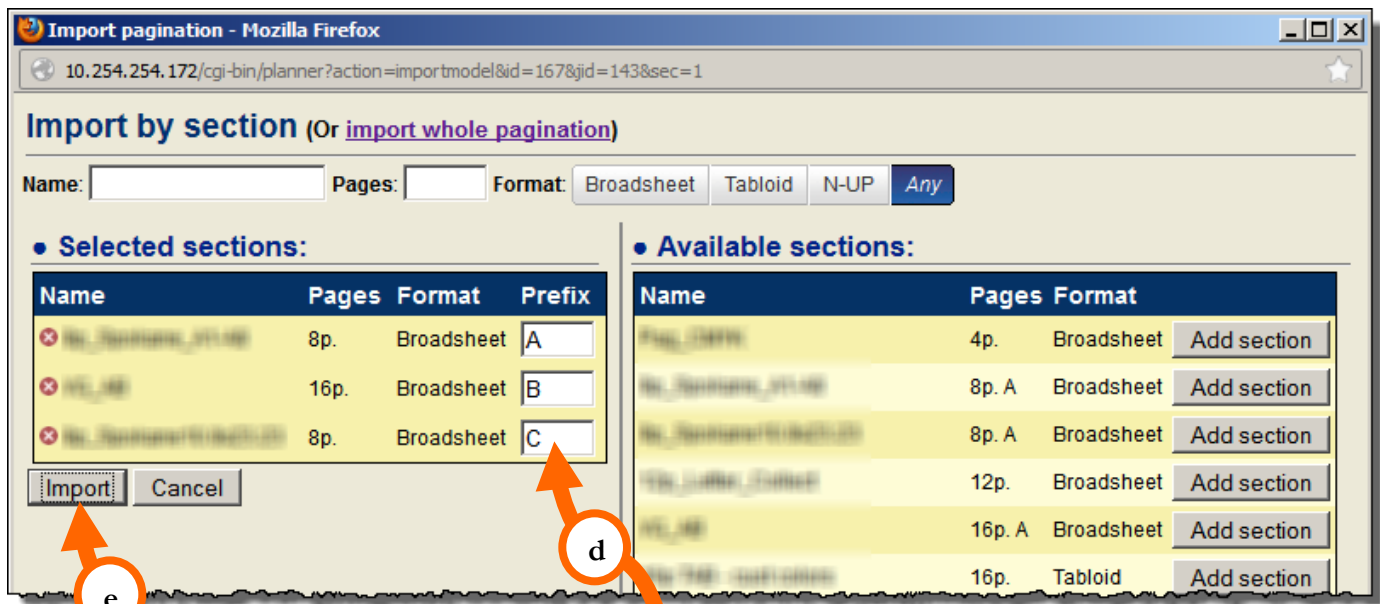 Import pagination - Mozilla Firefox
10.254.254.172/cgi-bin/planner?action=importmodel&id=167&jid=143&sec=1
Import by section (Or import whole pagination)
Name: Pages: Format: Broadsheet Tabloid N-UP Any
• Selected sections:
Name Pages Format Prefix
8p. Broadsheet A
16p. Broadsheet B
8p. Broadsheet C
Import Cancel
• Available sections:
Name Pages Format
4p. Broadsheet Add section
8p. A Broadsheet Add section
8p. A Broadsheet Add section
12p. Broadsheet Add section
16p. A Broadsheet Add section
16p. Tabloid Add section
d
e